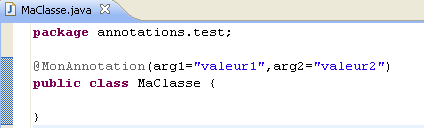 MaClasse.java
package annotations.test;
@MonAnnotation(arg1="valeur1",arg2="valeur2")
public class MaClasse {
}